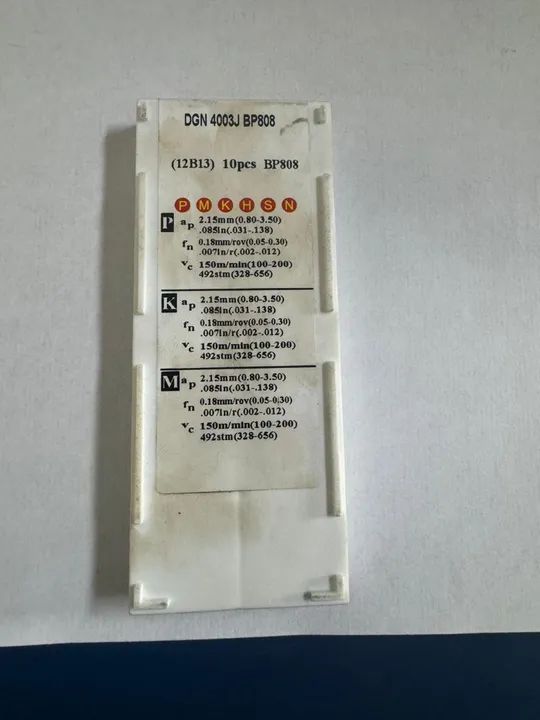 DGN 4003J BP808
(12B13) 10pcs BP808
P M K H S N
P ap 2.15mm(0.80-3.50)
.085in(.031-.138)
fn 0.18mm/rov(0.05-0.30)
.007in/r(.002-.012)
vc 150m/min(100-200)
492stm(328-656)
K ap 2.15mm(0.80-3.50)
.085in(.031-.138)
fn 0.18mm/rov(0.05-0.30)
.007in/r(.002-.012)
vc 150m/min(100-200)
492stm(328-656)
M ap 2.15mm(0.80-3.50)
.085in(.031-.138)
fn 0.18mm/rov(0.05-0.30)
.007in/r(.002-.012)
vc 150m/min(100-200)
492stm(328-656)